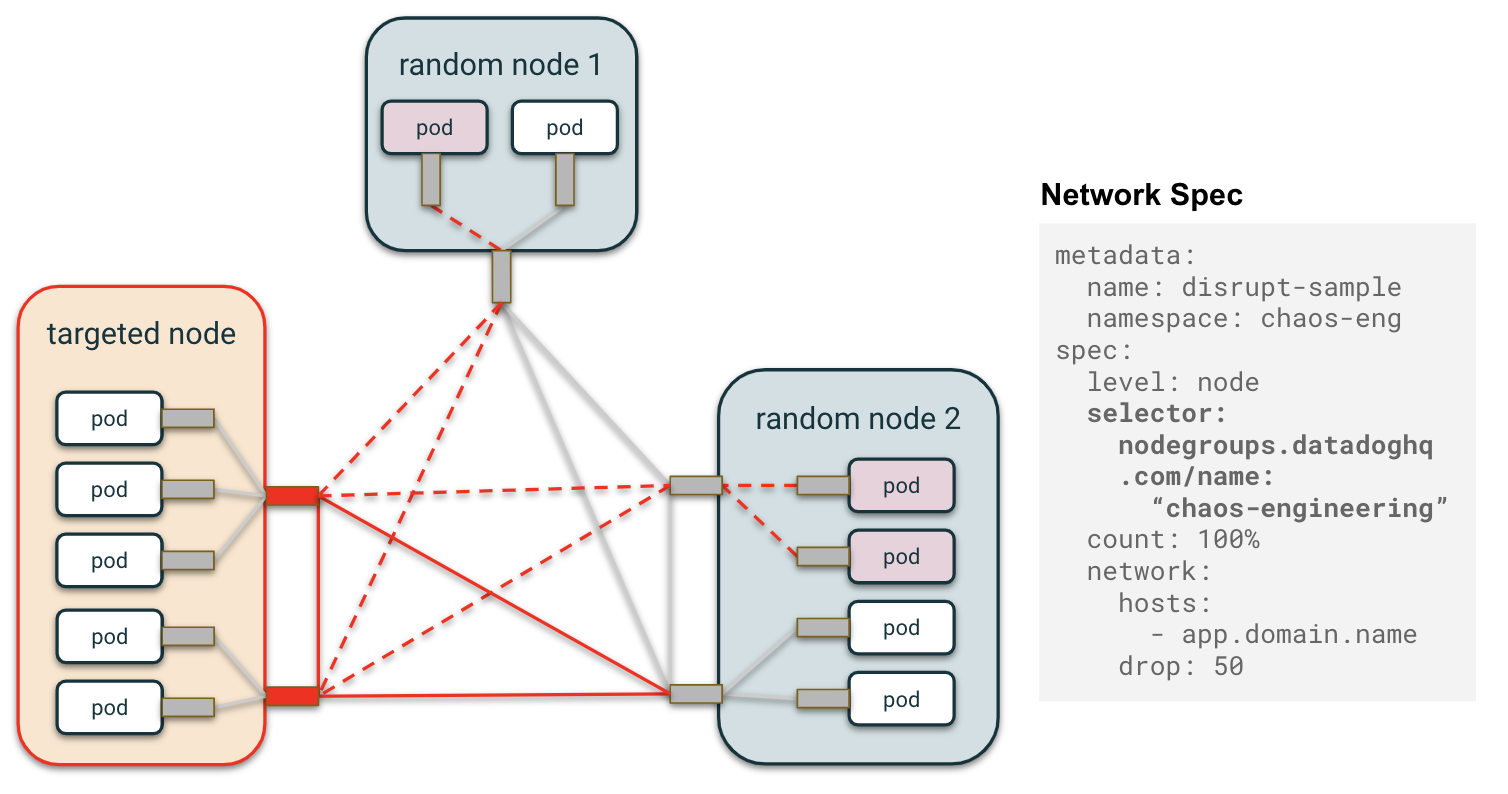 random node 1
pod
pod
targeted node
pod
pod
pod
pod
pod
random node 2
pod
pod
pod
pod
Network Spec
metadata:
  name: disrupt-sample
  namespace: chaos-eng
spec:
  level: node
  selector:
    nodegroups.datadoghq
    .com/name:
      “chaos-engineering”
  count: 100%
  network:
    hosts:
      - app.domain.name
    drop: 50